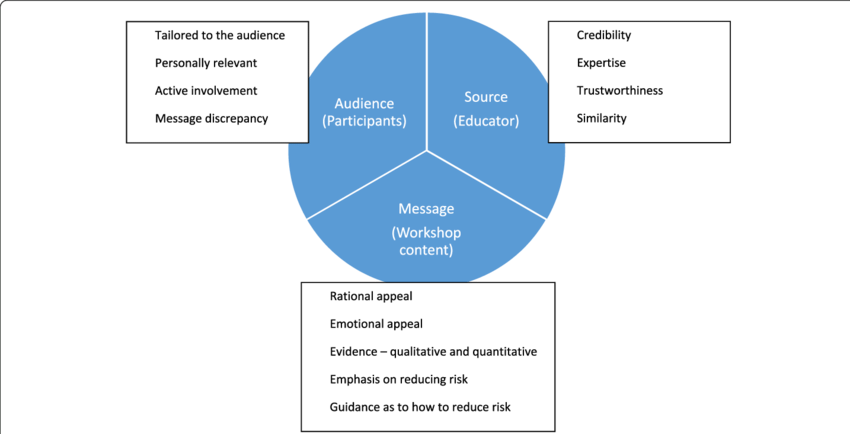 Tailored to the audience
Personally relevant
Active involvement
Message discrepancy
Audience
(Participants)
Source
(Educator)
Credibility
Expertise
Trustworthiness
Similarity
Message
(Workshop
content)
Rational appeal
Emotional appeal
Evidence – qualitative and quantitative
Emphasis on reducing risk
Guidance as to how to reduce risk